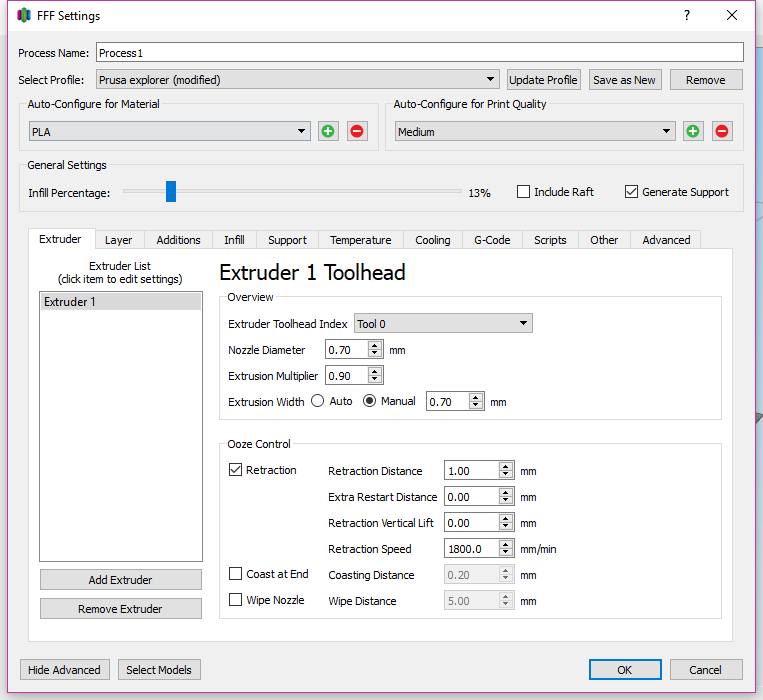 FFF Settings ?
Process Name: Process1
Select Profile: Prusa explorer (modified) Update Profile Save as New Remove
Auto-Configure for Material
PLA
Auto-Configure for Print Quality
Medium
General Settings
Infill Percentage: 13% Include Raft Generate Support
Extruder Layer Additions Infill Support Temperature Cooling G-Code Scripts Other Advanced
Extruder List
(click item to edit settings)
Extruder 1
Add Extruder
Remove Extruder
Extruder 1 Toolhead
Overview
Extruder Toolhead Index Tool 0
Nozzle Diameter 0.70 mm
Extrusion Multiplier 0.90
Extrusion Width Auto Manual 0.70 mm
Ooze Control
Retraction Retraction Distance 1.00 mm
Extra Restart Distance 0.00 mm
Retraction Vertical Lift 0.00 mm
Retraction Speed 1800.0 mm/min
Coast at End Coasting Distance 0.20 mm
Wipe Nozzle Wipe Distance 5.00 mm
Hide Advanced Select Models OK Cancel